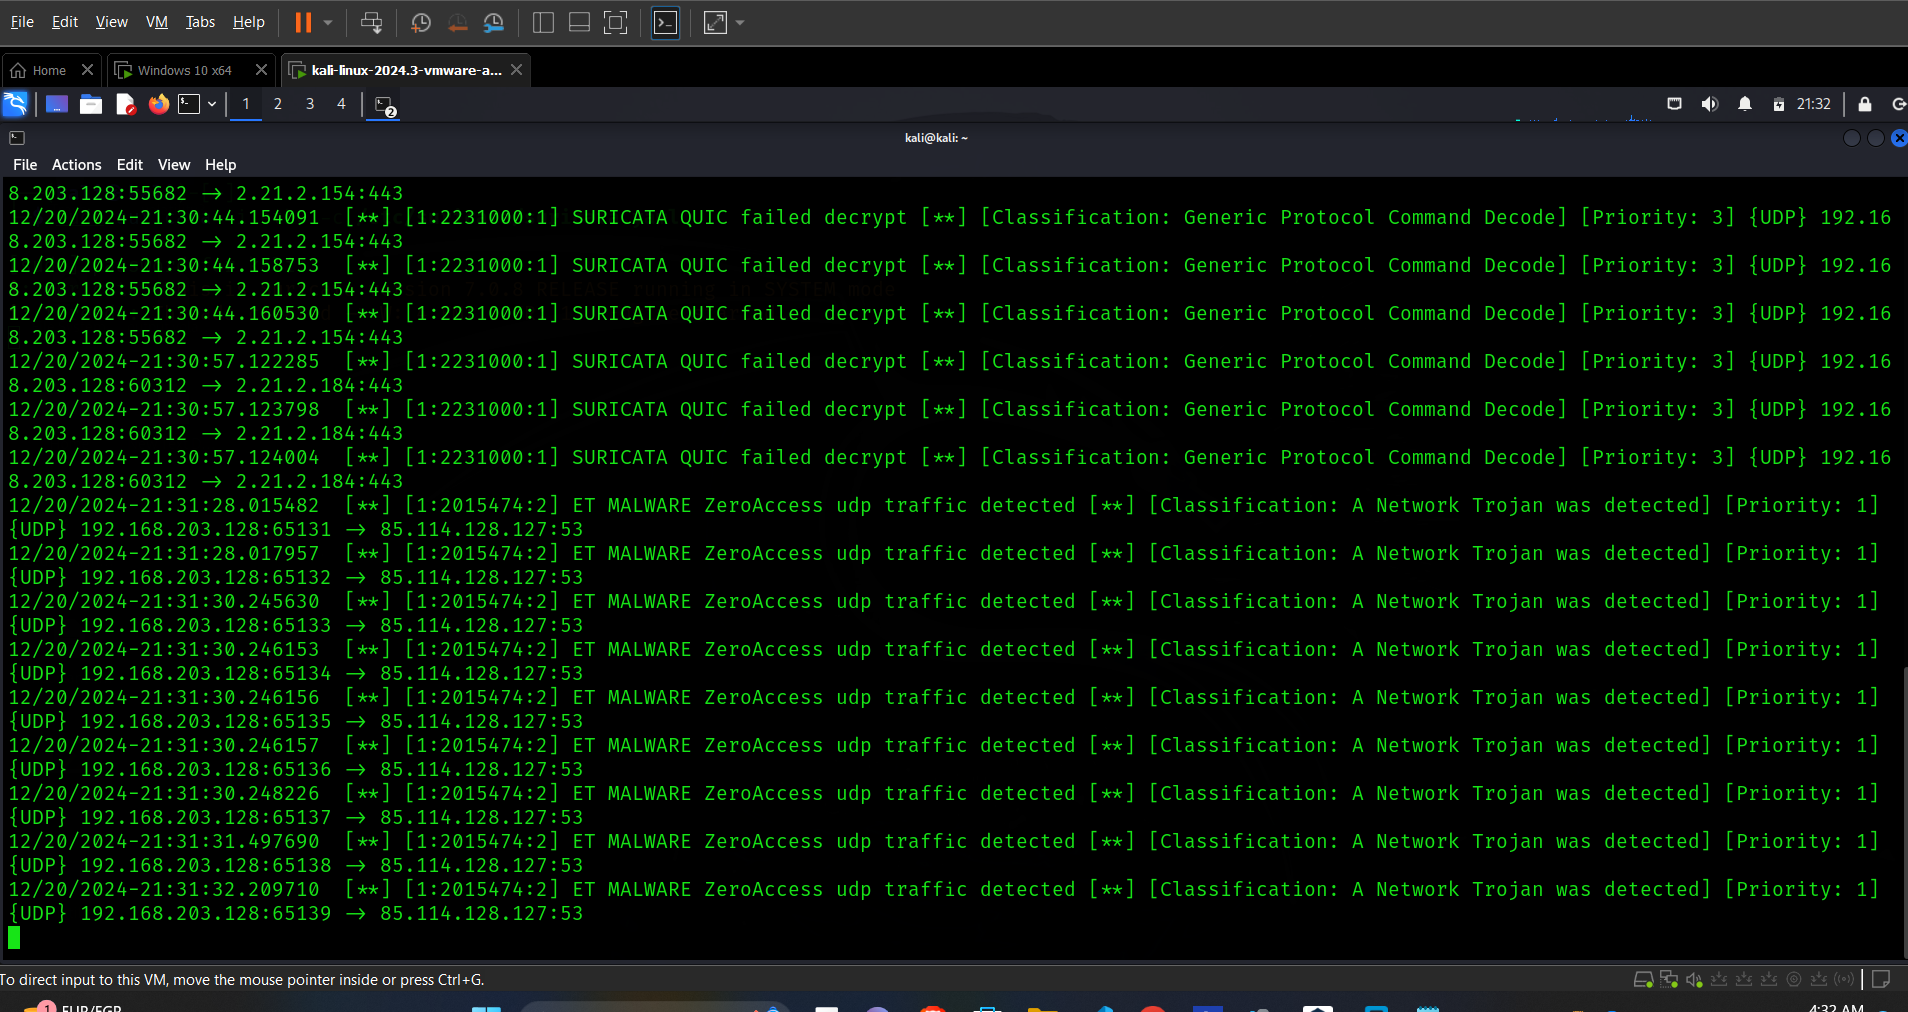 File Edit View VM Tabs Help
Home
Windows 10 x64
kali-linux-2024.3-vmware-a...
1 2 3 4
2
21:32
kali@kali: ~
File Actions Edit View Help
8.203.128:55682 → 2.21.2.154:443
12/20/2024-21:30:44.154091  [**] [1:2231000:1] SURICATA QUIC failed decrypt [**] [Classification: Generic Protocol Command Decode] [Priority: 3] {UDP} 192.16
8.203.128:55682 → 2.21.2.154:443
12/20/2024-21:30:44.158753  [**] [1:2231000:1] SURICATA QUIC failed decrypt [**] [Classification: Generic Protocol Command Decode] [Priority: 3] {UDP} 192.16
8.203.128:55682 → 2.21.2.154:443
12/20/2024-21:30:44.160530  [**] [1:2231000:1] SURICATA QUIC failed decrypt [**] [Classification: Generic Protocol Command Decode] [Priority: 3] {UDP} 192.16
8.203.128:55682 → 2.21.2.154:443
12/20/2024-21:30:57.122285  [**] [1:2231000:1] SURICATA QUIC failed decrypt [**] [Classification: Generic Protocol Command Decode] [Priority: 3] {UDP} 192.16
8.203.128:60312 → 2.21.2.184:443
12/20/2024-21:30:57.123798  [**] [1:2231000:1] SURICATA QUIC failed decrypt [**] [Classification: Generic Protocol Command Decode] [Priority: 3] {UDP} 192.16
8.203.128:60312 → 2.21.2.184:443
12/20/2024-21:30:57.124004  [**] [1:2231000:1] SURICATA QUIC failed decrypt [**] [Classification: Generic Protocol Command Decode] [Priority: 3] {UDP} 192.16
8.203.128:60312 → 2.21.2.184:443
12/20/2024-21:31:28.015482  [**] [1:2015474:2] ET MALWARE ZeroAccess udp traffic detected [**] [Classification: A Network Trojan was detected] [Priority: 1]
{UDP} 192.168.203.128:65131 → 85.114.128.127:53
12/20/2024-21:31:28.017957  [**] [1:2015474:2] ET MALWARE ZeroAccess udp traffic detected [**] [Classification: A Network Trojan was detected] [Priority: 1]
{UDP} 192.168.203.128:65132 → 85.114.128.127:53
12/20/2024-21:31:30.245630  [**] [1:2015474:2] ET MALWARE ZeroAccess udp traffic detected [**] [Classification: A Network Trojan was detected] [Priority: 1]
{UDP} 192.168.203.128:65133 → 85.114.128.127:53
12/20/2024-21:31:30.246153  [**] [1:2015474:2] ET MALWARE ZeroAccess udp traffic detected [**] [Classification: A Network Trojan was detected] [Priority: 1]
{UDP} 192.168.203.128:65134 → 85.114.128.127:53
12/20/2024-21:31:30.246156  [**] [1:2015474:2] ET MALWARE ZeroAccess udp traffic detected [**] [Classification: A Network Trojan was detected] [Priority: 1]
{UDP} 192.168.203.128:65135 → 85.114.128.127:53
12/20/2024-21:31:30.246157  [**] [1:2015474:2] ET MALWARE ZeroAccess udp traffic detected [**] [Classification: A Network Trojan was detected] [Priority: 1]
{UDP} 192.168.203.128:65136 → 85.114.128.127:53
12/20/2024-21:31:30.248226  [**] [1:2015474:2] ET MALWARE ZeroAccess udp traffic detected [**] [Classification: A Network Trojan was detected] [Priority: 1]
{UDP} 192.168.203.128:65137 → 85.114.128.127:53
12/20/2024-21:31:31.497690  [**] [1:2015474:2] ET MALWARE ZeroAccess udp traffic detected [**] [Classification: A Network Trojan was detected] [Priority: 1]
{UDP} 192.168.203.128:65138 → 85.114.128.127:53
12/20/2024-21:31:32.209710  [**] [1:2015474:2] ET MALWARE ZeroAccess udp traffic detected [**] [Classification: A Network Trojan was detected] [Priority: 1]
{UDP} 192.168.203.128:65139 → 85.114.128.127:53
To direct input to this VM, move the mouse pointer inside or press Ctrl+G.
1
EUR/EGP
4:32 AM